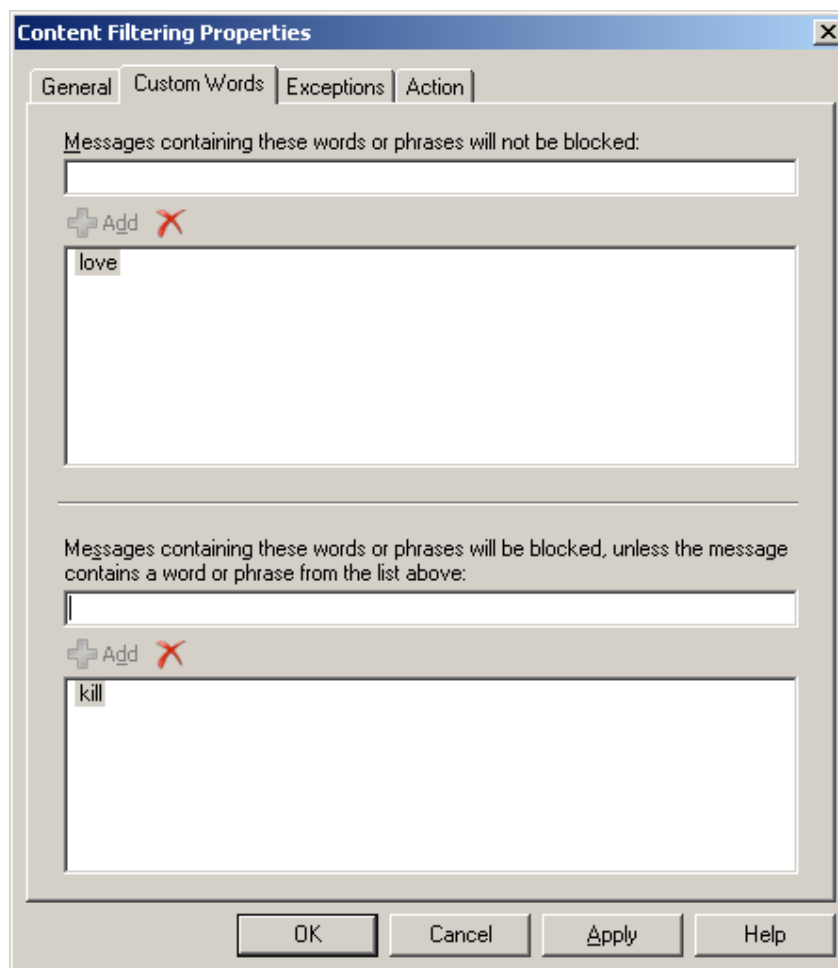 Content Filtering Properties
General Custom Words Exceptions Action
Messages containing these words or phrases will not be blocked:
Add
love
Messages containing these words or phrases will be blocked, unless the message
contains a word or phrase from the list above:
Add
kill
OK Cancel Apply Help